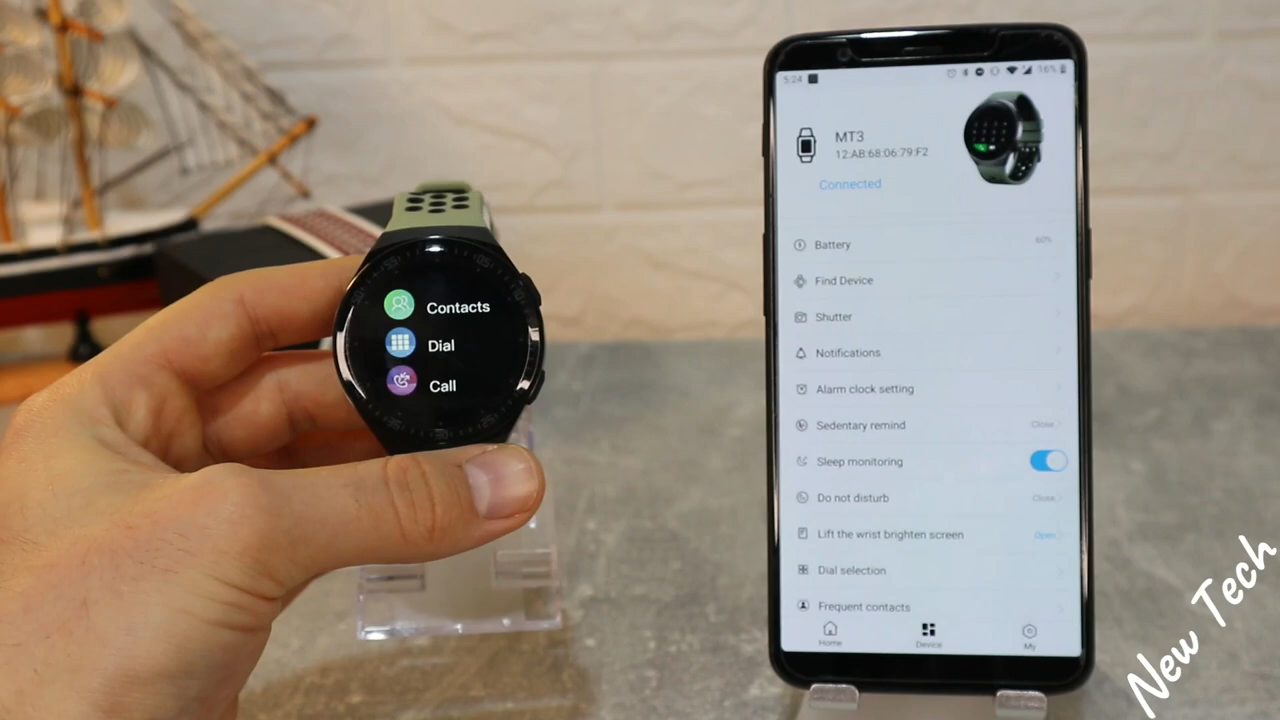 Contacts
Dial
Call
5:24 16%
MT3
12:AB:68:06:79:F2
Connected
Battery 60%
Find Device
Shutter
Notifications
Alarm clock setting
Sedentary remind Close
Sleep monitoring
Do not disturb Close
Lift the wrist brighten screen Open
Dial selection
Frequent contacts
Home Device My
New Tech